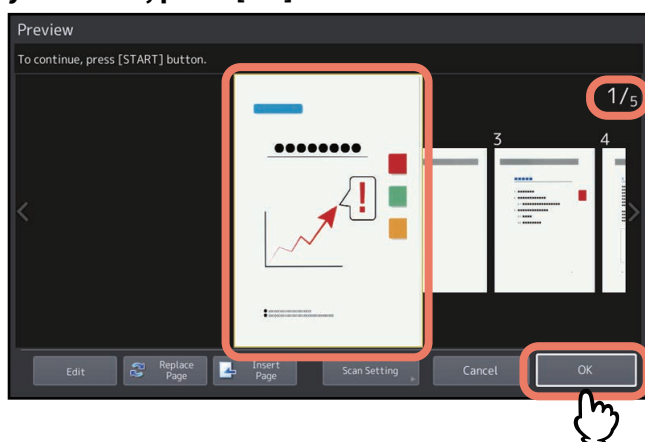 Preview
To continue, press [START] button.
1/5
3
4
!
Edit
Replace
Page
Insert
Page
Scan Setting
Cancel
OK